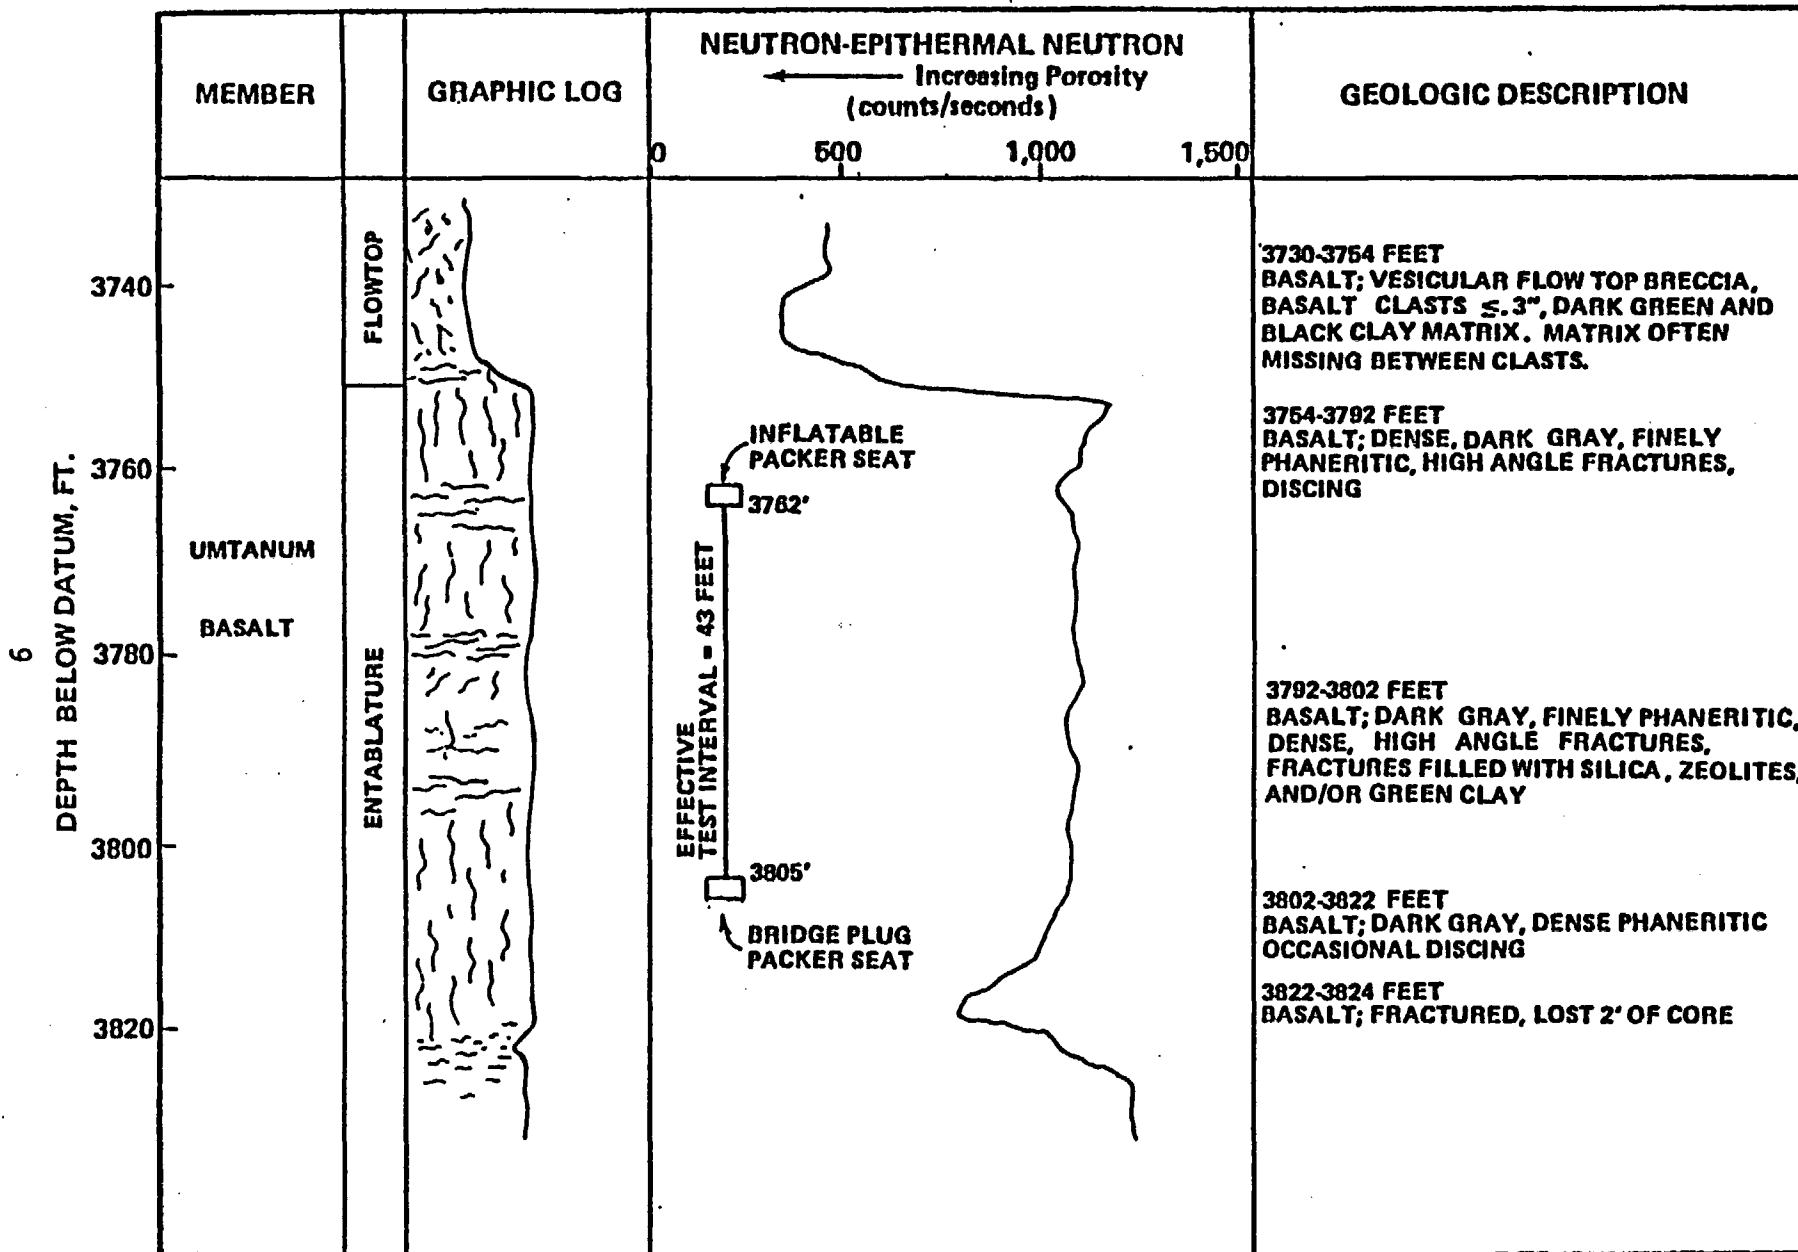 MEMBER
GRAPHIC LOG
NEUTRON-EPITHERMAL NEUTRON
Increasing Porosity
(counts/seconds)
0 500 1,000 1,500
GEOLOGIC DESCRIPTION
6
DEPTH BELOW DATUM, FT.
3740
3760
3780
3800
3820
UMTANUM
BASALT
FLOWTOP
ENTABLATURE
INFLATABLE
PACKER SEAT
3762'
EFFECTIVE
TEST INTERVAL = 43 FEET
3805'
BRIDGE PLUG
PACKER SEAT
3730-3754 FEET
BASALT; VESICULAR FLOW TOP BRECCIA,
BASALT CLASTS ≤.3", DARK GREEN AND
BLACK CLAY MATRIX. MATRIX OFTEN
MISSING BETWEEN CLASTS.
3754-3792 FEET
BASALT; DENSE, DARK GRAY, FINELY
PHANERITIC, HIGH ANGLE FRACTURES,
DISCING
3792-3802 FEET
BASALT; DARK GRAY, FINELY PHANERITIC,
DENSE, HIGH ANGLE FRACTURES,
FRACTURES FILLED WITH SILICA, ZEOLITES,
AND/OR GREEN CLAY
3802-3822 FEET
BASALT; DARK GRAY, DENSE PHANERITIC
OCCASIONAL DISCING
3822-3824 FEET
BASALT; FRACTURED, LOST 2' OF CORE